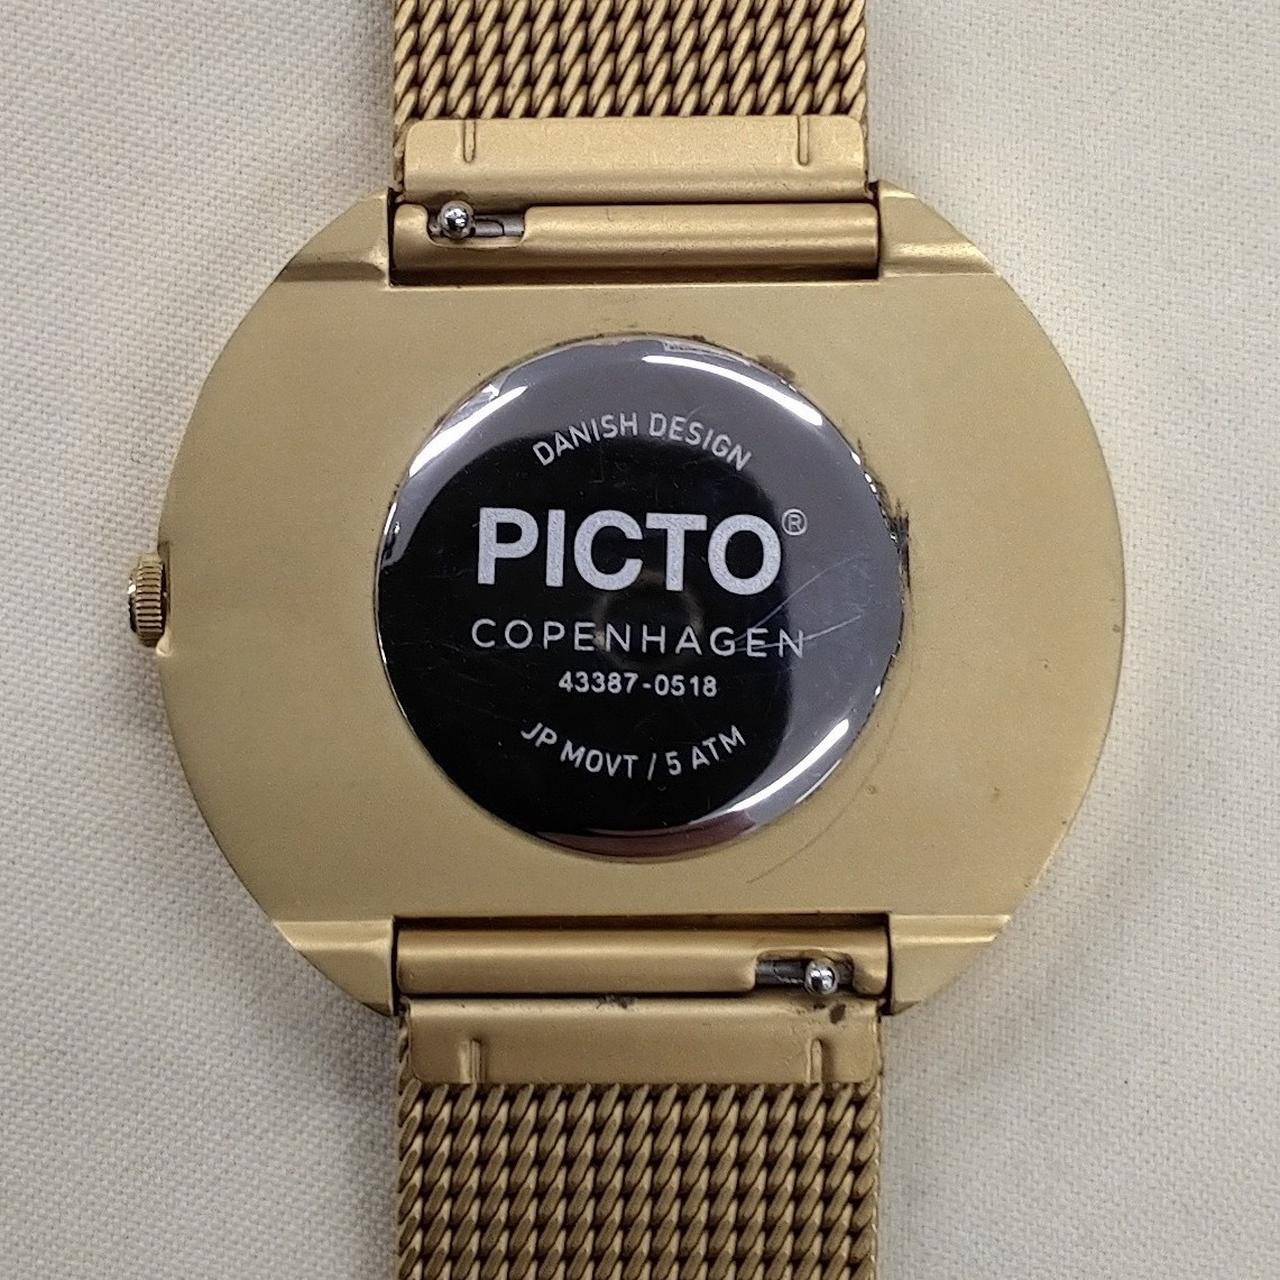 DANISH DESIGN
PICTO®
COPENHAGEN
43387-0518
JP MOVT / 5 ATM